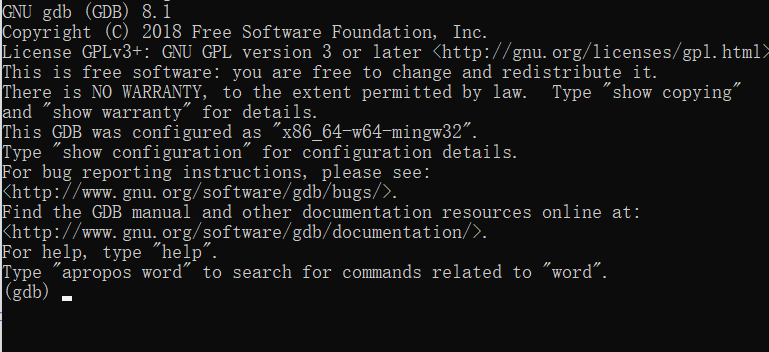 GNU gdb (GDB) 8.1
Copyright (C) 2018 Free Software Foundation, Inc.
License GPLv3+: GNU GPL version 3 or later <http://gnu.org/licenses/gpl.html>
This is free software: you are free to change and redistribute it.
There is NO WARRANTY, to the extent permitted by law.  Type "show copying"
and "show warranty" for details.
This GDB was configured as "x86_64-w64-mingw32".
Type "show configuration" for configuration details.
For bug reporting instructions, please see:
<http://www.gnu.org/software/gdb/bugs/>.
Find the GDB manual and other documentation resources online at:
<http://www.gnu.org/software/gdb/documentation/>.
For help, type "help".
Type "apropos word" to search for commands related to "word".
(gdb)